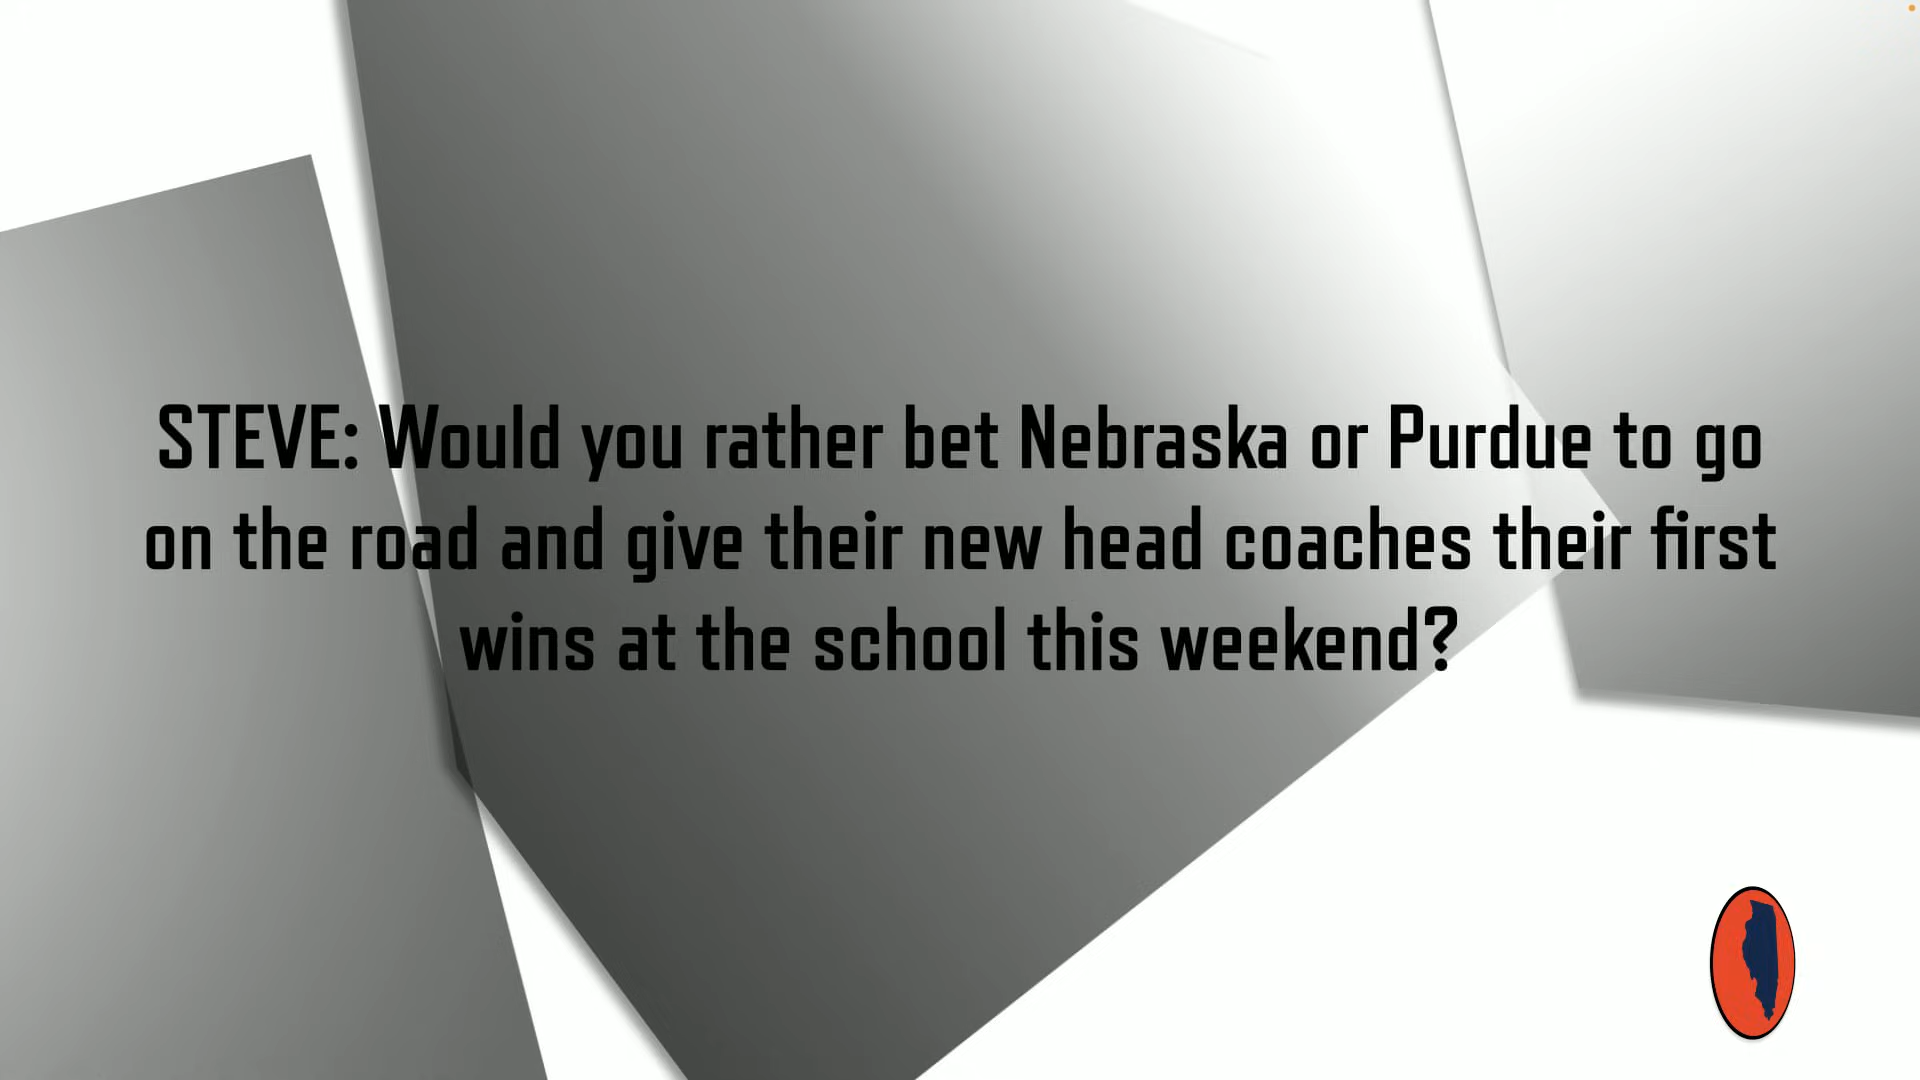 STEVE: Would you rather bet Nebraska or Purdue to go
on the road and give their new head coaches their first
wins at the school this weekend?